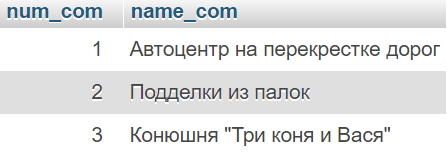 num_com name_com
1 Автоцентр на перекрестке дорог
2 Подделки из палок
3 Конюшня "Три коня и Вася"